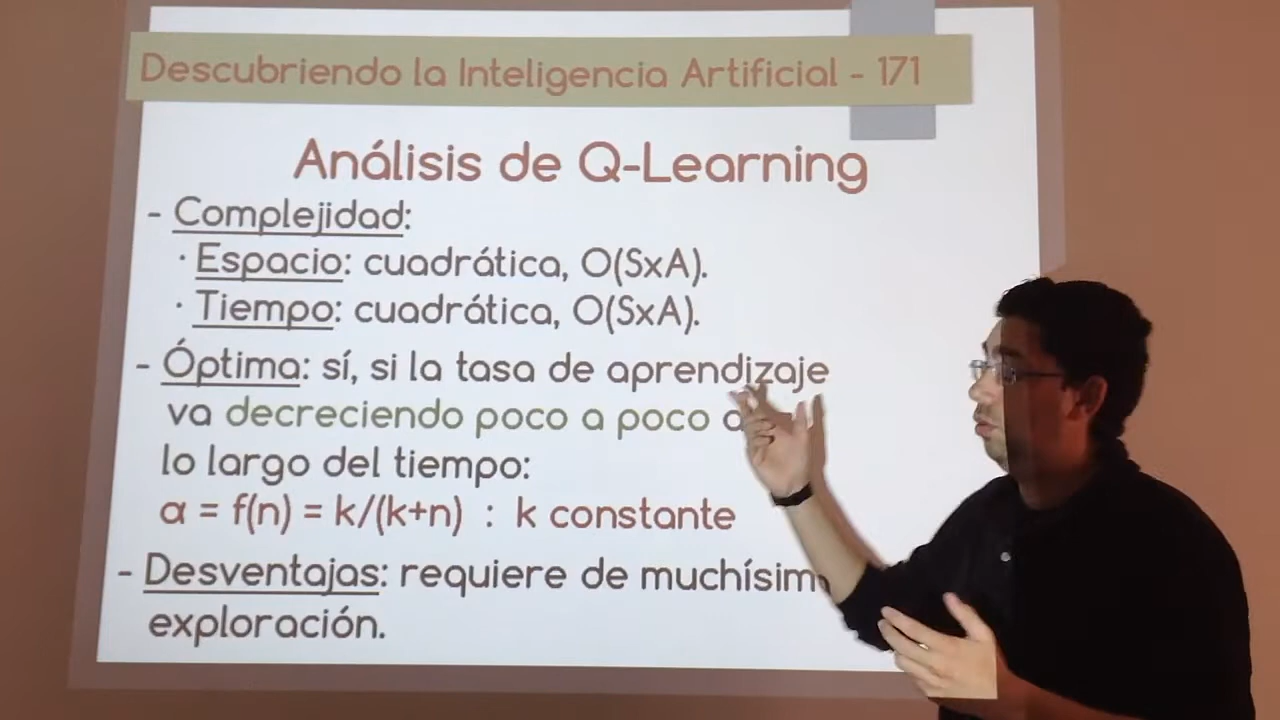 Descubriendo la Inteligencia Artificial - 171
Análisis de Q-Learning
- Complejidad:
· Espacio: cuadrática, O(SxA).
· Tiempo: cuadrática, O(SxA).
- Óptima: sí, si la tasa de aprendizaje
va decreciendo poco a poco a
lo largo del tiempo:
α = f(n) = k/(k+n) : k constante
- Desventajas: requiere de
exploración.